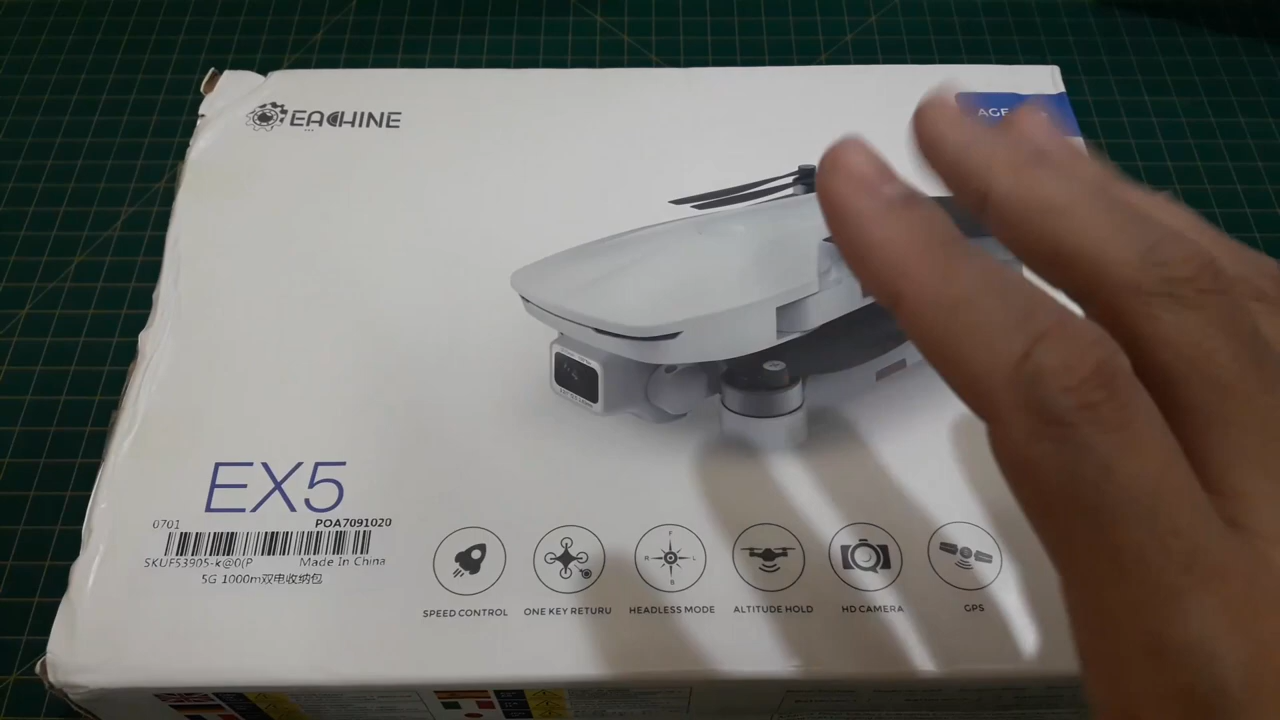 EACHINE
AGE
EX5
0701 POA7091020
SKUF53905-k@0(P Made In China
5G 1000m双电收纳包
F
R L
B
SPEED CONTROL ONE KEY RETURU HEADLESS MODE ALTITUDE HOLD HD CAMERA GPS